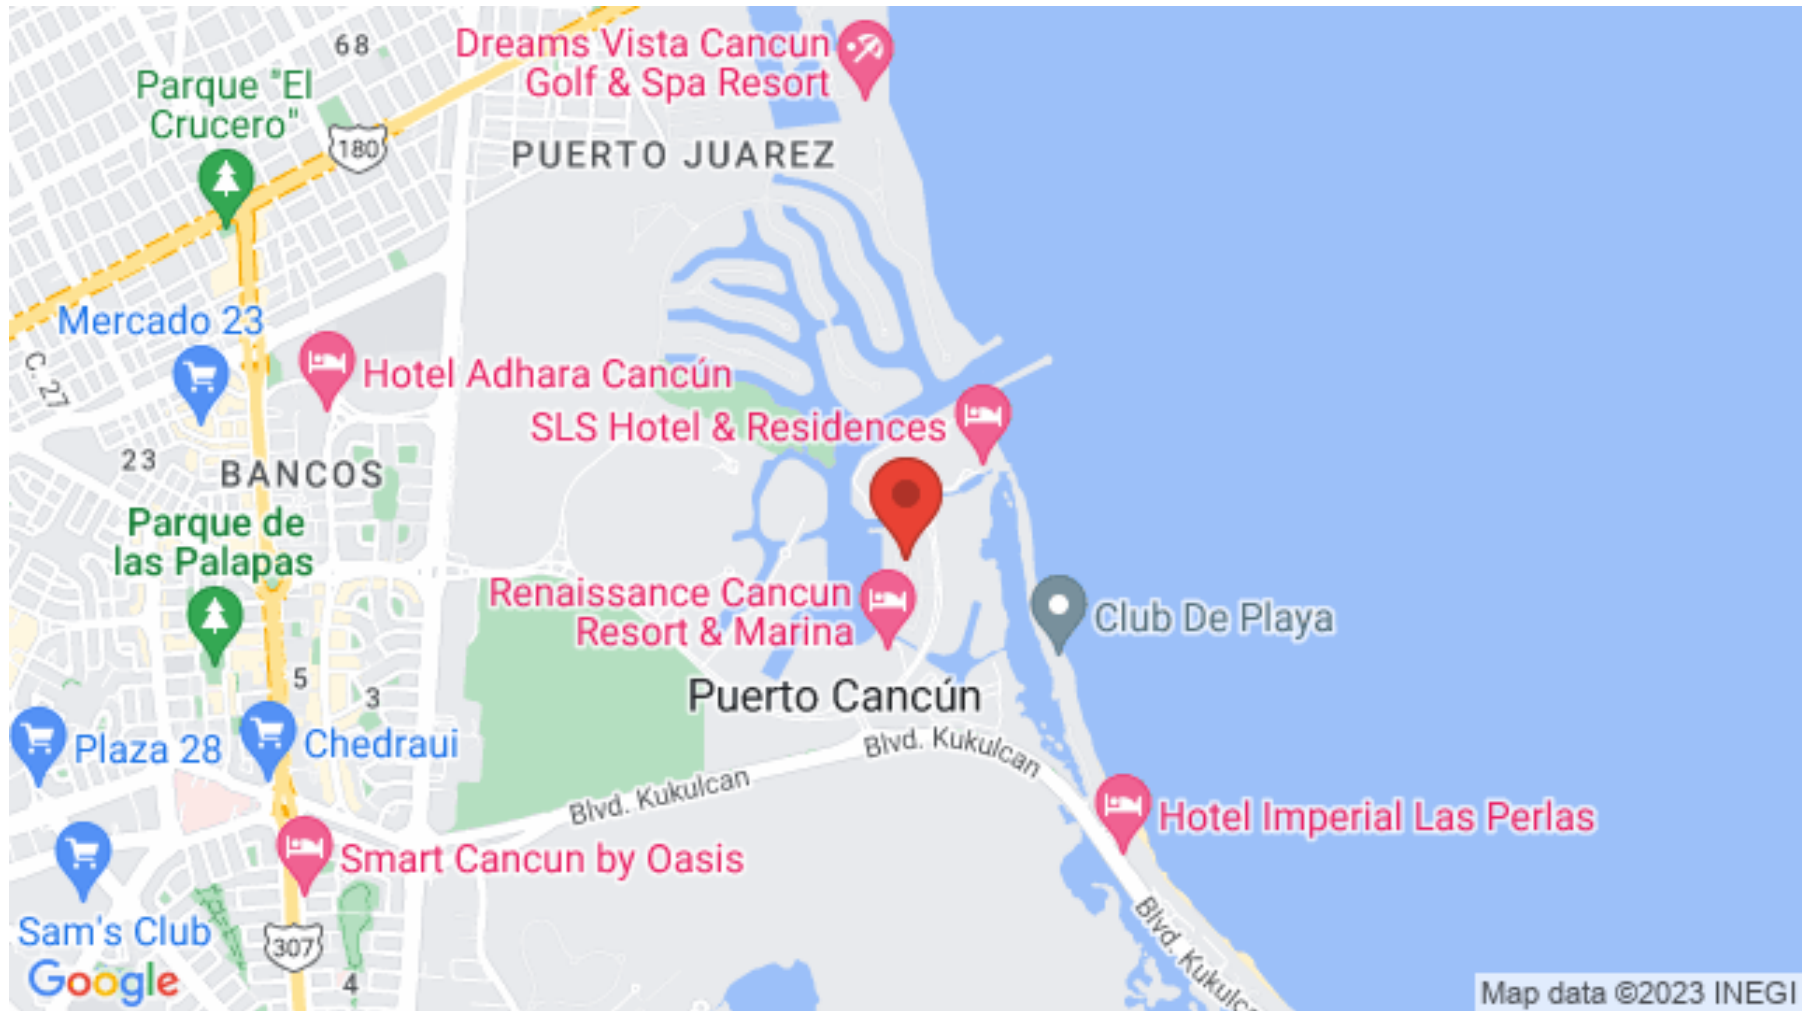 68
Dreams Vista Cancun
Golf & Spa Resort
Parque "El
Crucero"
180
PUERTO JUAREZ
Mercado 23
C. 27
Hotel Adhara Cancún
SLS Hotel & Residences
23
BANCOS
Parque de
las Palapas
Renaissance Cancun
Resort & Marina
Club De Playa
5
3
Puerto Cancún
Plaza 28
Chedraui
Blvd. Kukulcan
Blvd. Kukulcan
Hotel Imperial Las Perlas
Smart Cancun by Oasis
Sam's Club
307
4
Blvd. Kukulcan
Google
Map data ©2023 INEGI